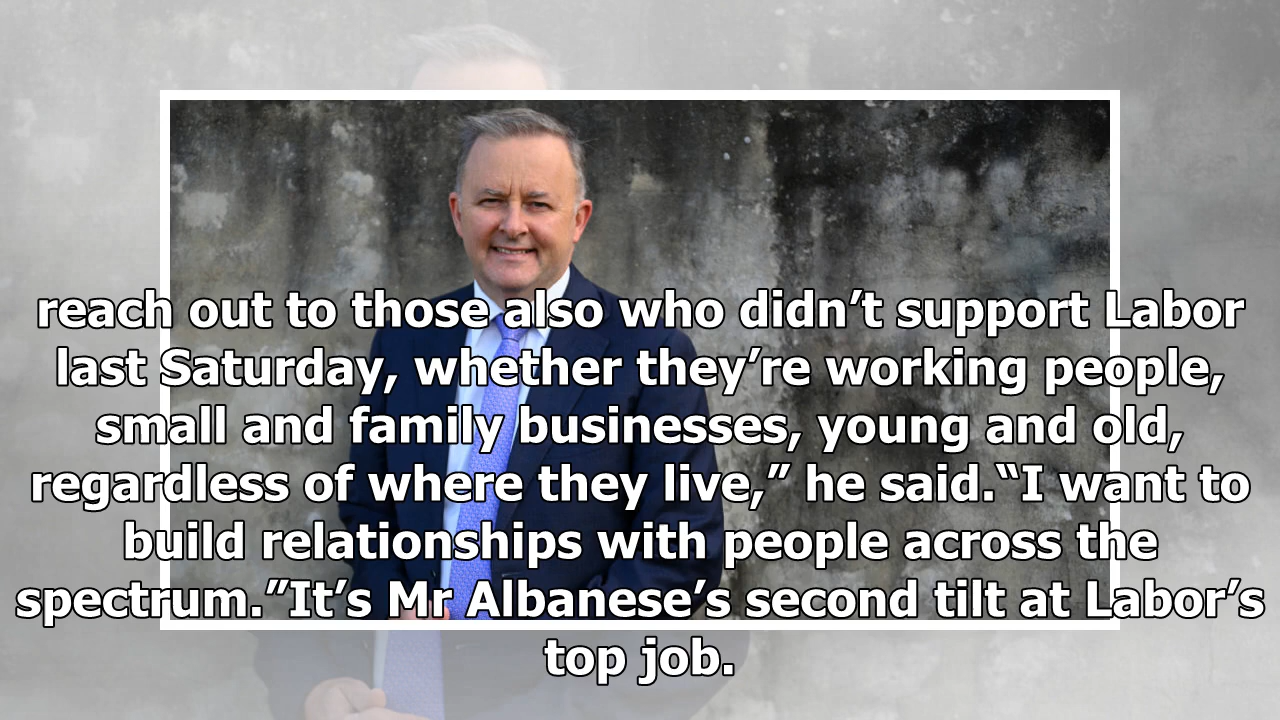 reach out to those also who didn’t support Labor
last Saturday, whether they’re working people,
small and family businesses, young and old,
regardless of where they live,” he said.“I want to
build relationships with people across the
spectrum.”It’s Mr Albanese’s second tilt at Labor’s
top job.